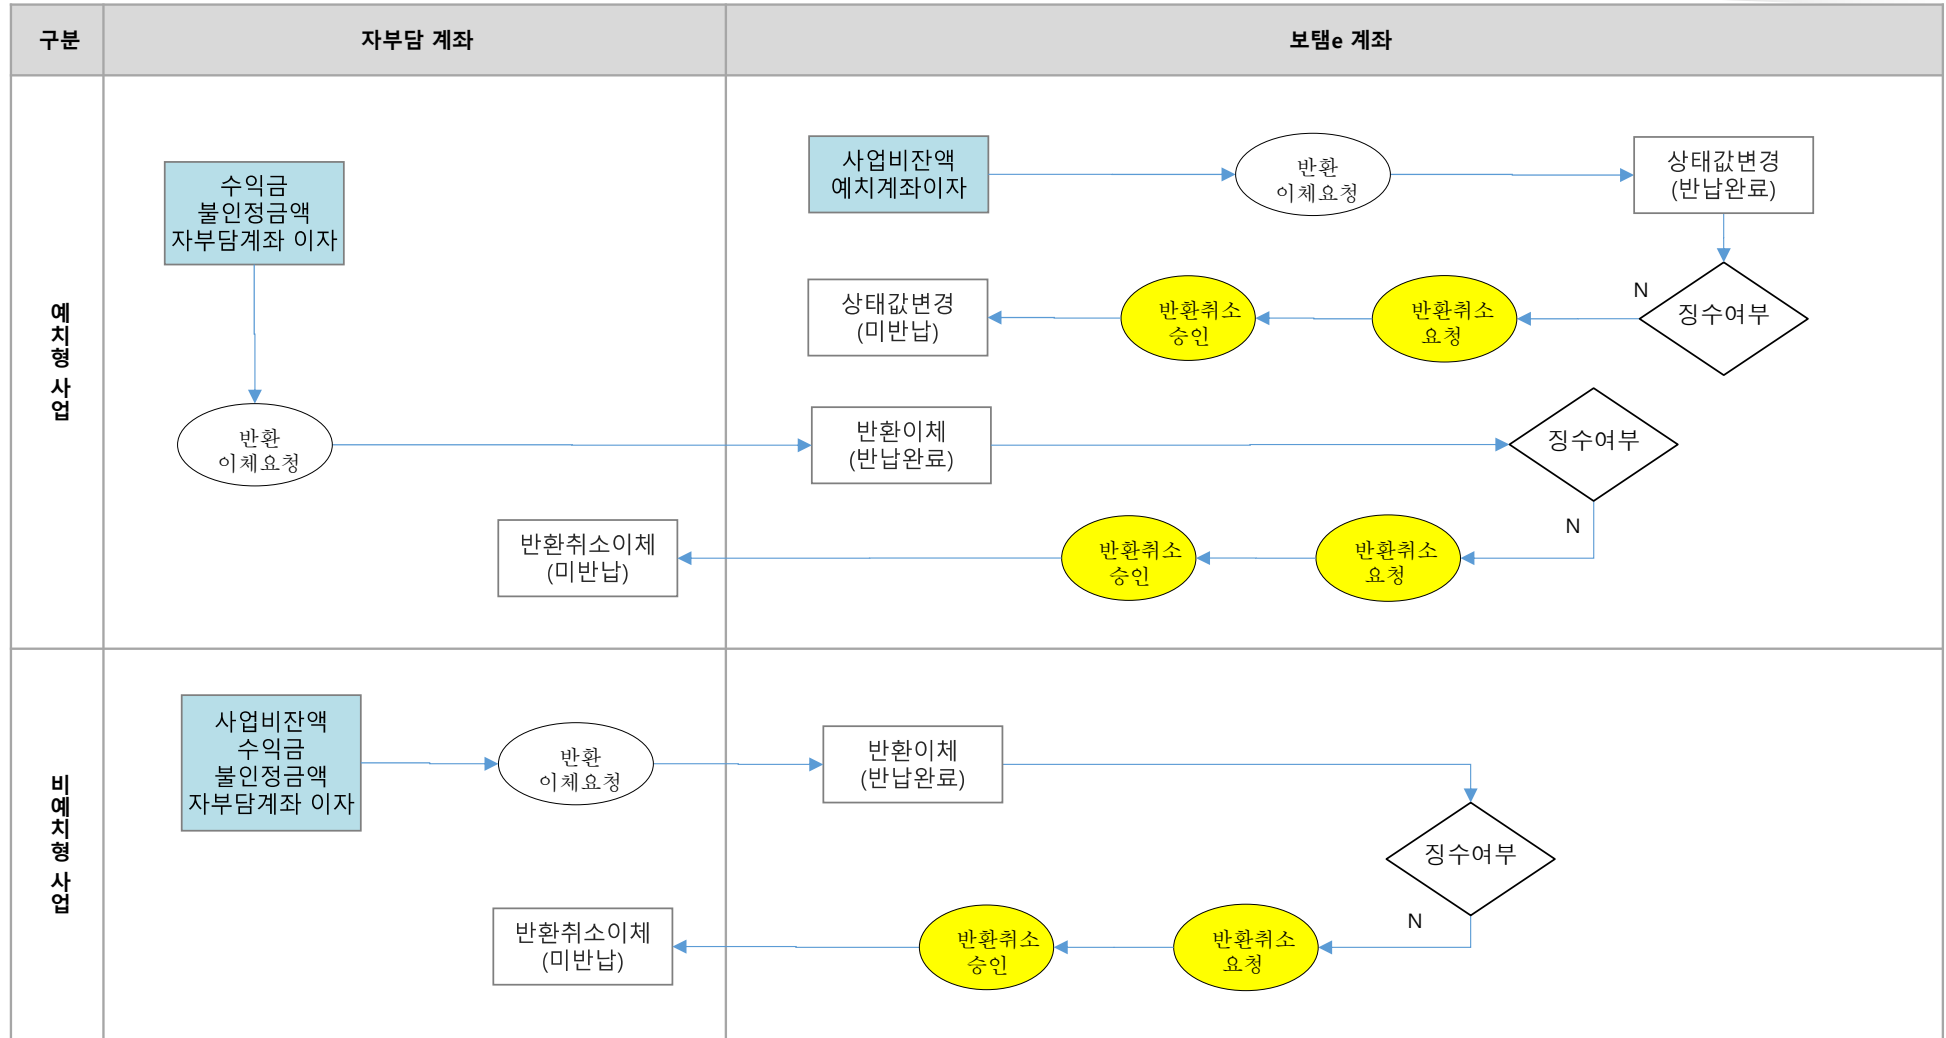 구분
자부담 계좌
보탬e 계좌
예치형 사업
수익금
불인정금액
자부담계좌 이자
반환
이체요청
사업비잔액
예치계좌이자
반환
이체요청
상태값변경
(반납완료)
징수여부
N
반환취소
요청
반환취소
승인
상태값변경
(미반납)
반환이체
(반납완료)
징수여부
N
반환취소
요청
반환취소
승인
반환취소이체
(미반납)
비예치형 사업
사업비잔액
수익금
불인정금액
자부담계좌 이자
반환
이체요청
반환이체
(반납완료)
징수여부
N
반환취소
요청
반환취소
승인
반환취소이체
(미반납)